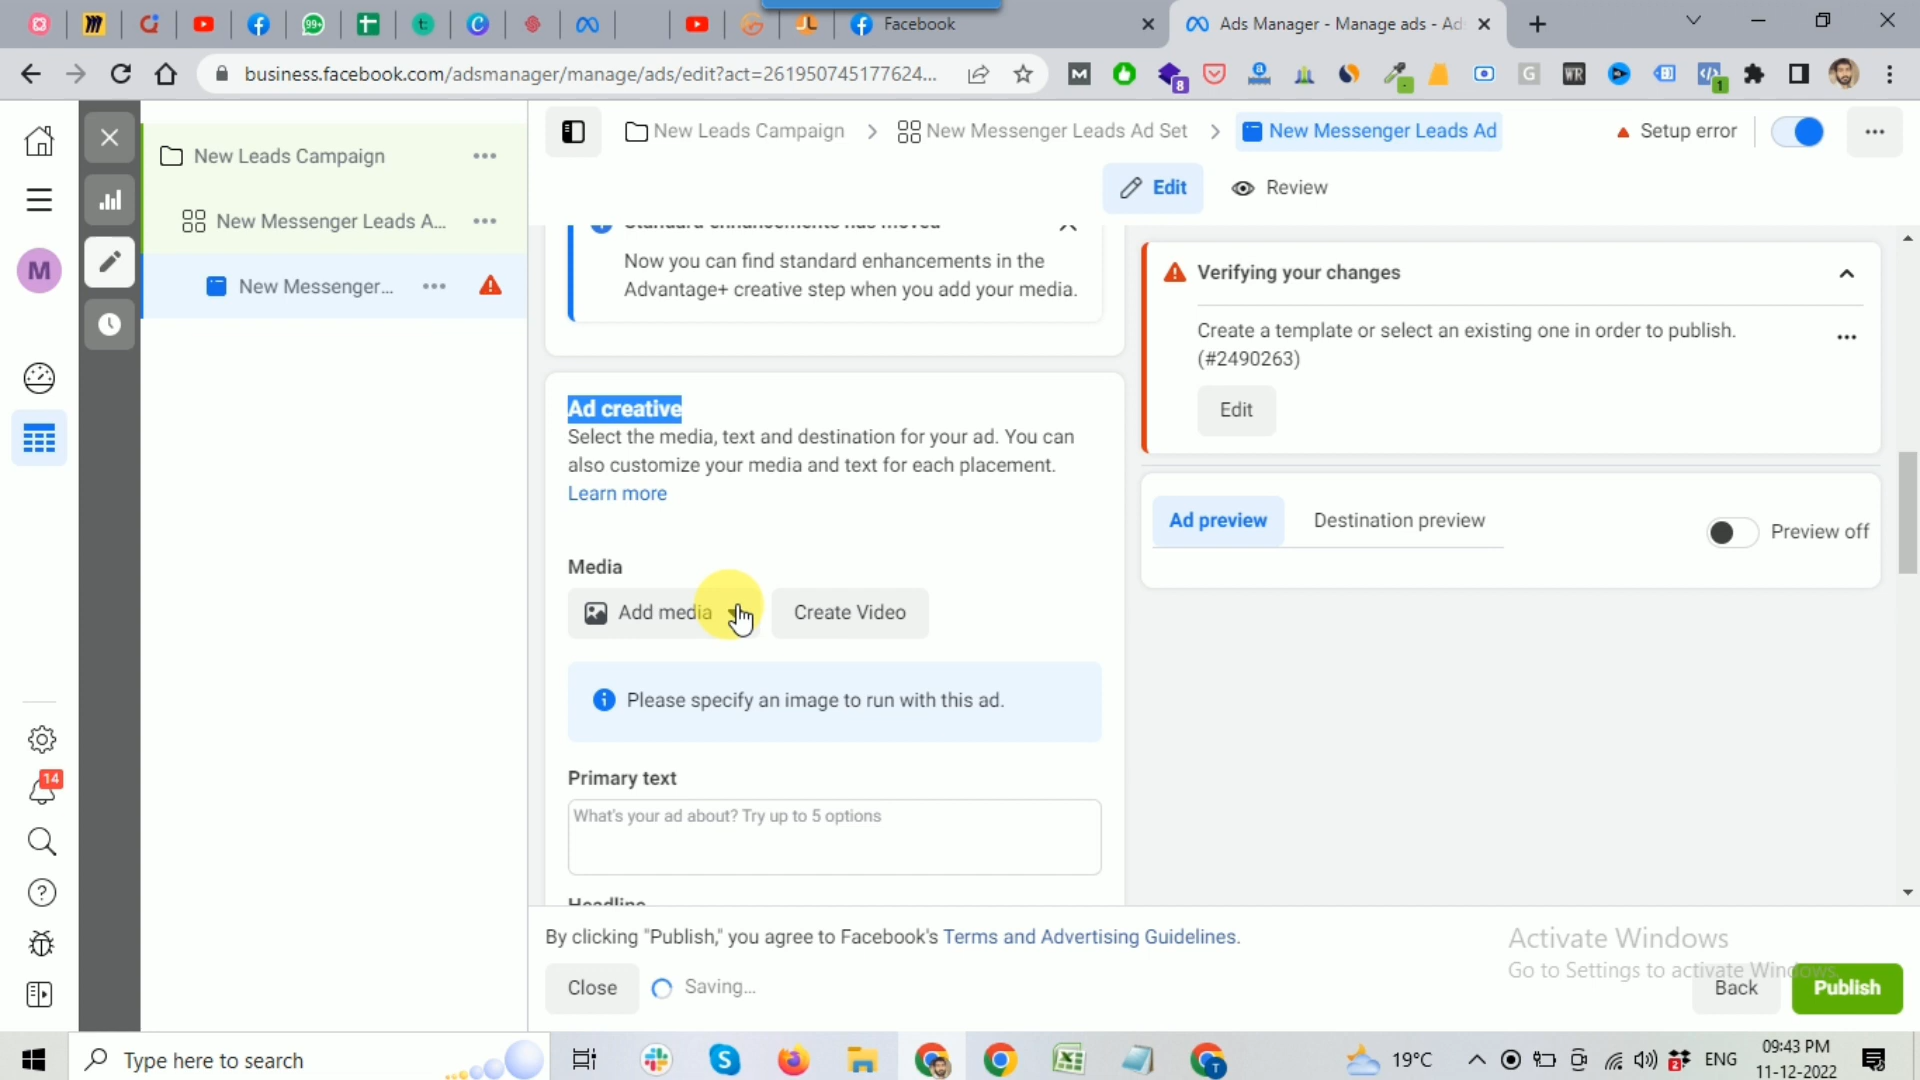 99+
Facebook
Ads Manager - Manage ads - Ad
business.facebook.com/adsmanager/manage/ads/edit?act=261950745177624...
8
1
New Leads Campaign
New Messenger Leads A...
New Messenger...
M
14
New Leads Campaign > New Messenger Leads Ad Set > New Messenger Leads Ad
Setup error
Edit
Review
Standard enhancements has moved
Now you can find standard enhancements in the
Advantage+ creative step when you add your media.
Ad creative
Select the media, text and destination for your ad. You can
also customize your media and text for each placement.
Learn more
Media
Add media
Create Video
Please specify an image to run with this ad.
Primary text
What's your ad about? Try up to 5 options
Headline
Verifying your changes
Create a template or select an existing one in order to publish.
(#2490263)
Edit
Ad preview
Destination preview
Preview off
By clicking "Publish," you agree to Facebook's Terms and Advertising Guidelines.
Close
Saving...
Activate Windows
Go to Settings to activate Windows.
Back
Publish
Type here to search
19°C
ENG
09:43 PM
11-12-2022